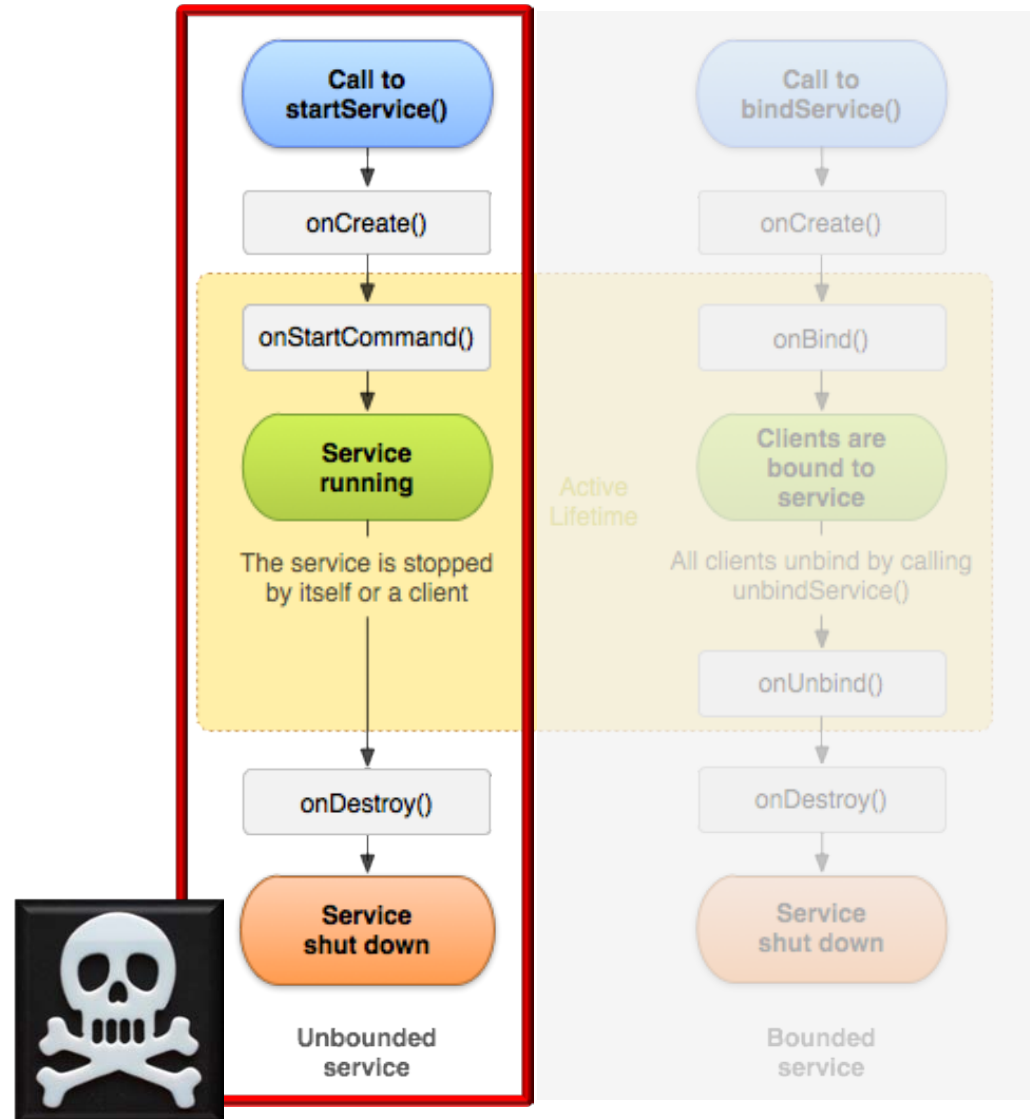 Call to
startService()
onCreate()
onStartCommand()
Service
running
The service is stopped
by itself or a client
onDestroy()
Service
shut down
Unbounded
service
Active
Lifetime
Call to
bindService()
onCreate()
onBind()
Clients are
bound to
service
All clients unbind by calling
unbindService()
onUnbind()
onDestroy()
Service
shut down
Bounded
service